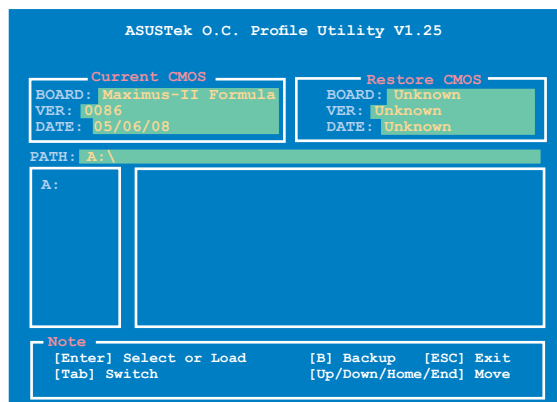 ASUSTek O.C. Profile Utility V1.25
Current CMOS
BOARD: Maximus-II Formula
VER: 0086
DATE: 05/06/08
Restore CMOS
BOARD: Unknown
VER: Unknown
DATE: Unknown
PATH: A:\
A:
Note
[Enter] Select or Load [B] Backup [ESC] Exit
[Tab] Switch [Up/Down/Home/End] Move